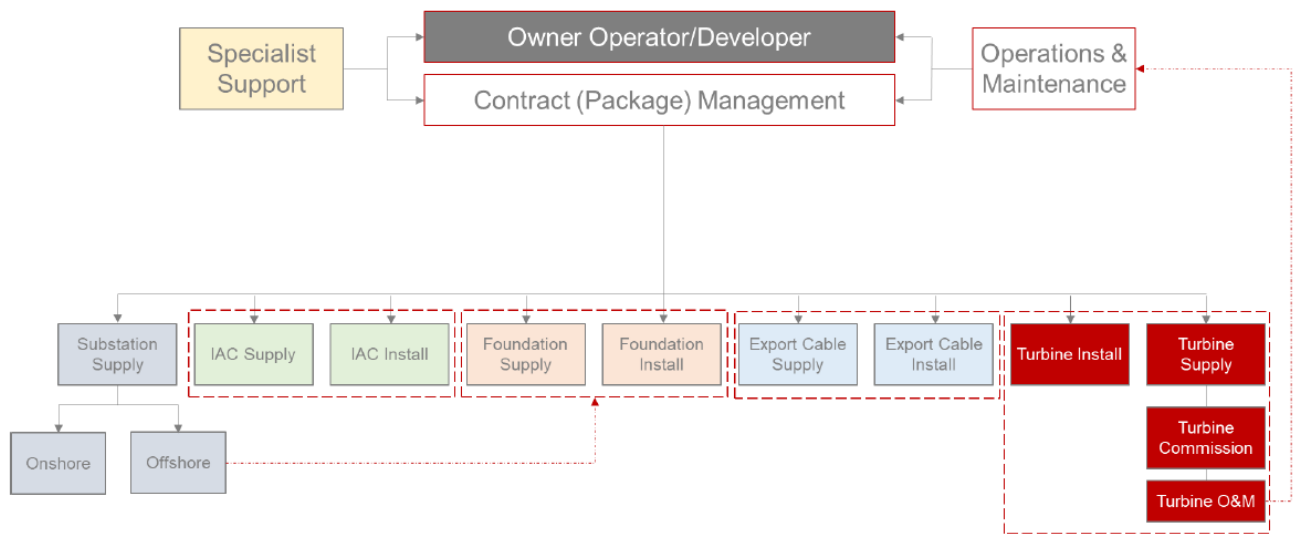 Specialist
Support
Owner Operator/Developer
Contract (Package) Management
Operations &
Maintenance
Substation
Supply
IAC Supply
IAC Install
Foundation
Supply
Foundation
Install
Export Cable
Supply
Export Cable
Install
Turbine Install
Turbine
Supply
Onshore
Offshore
Turbine
Commission
Turbine O&M